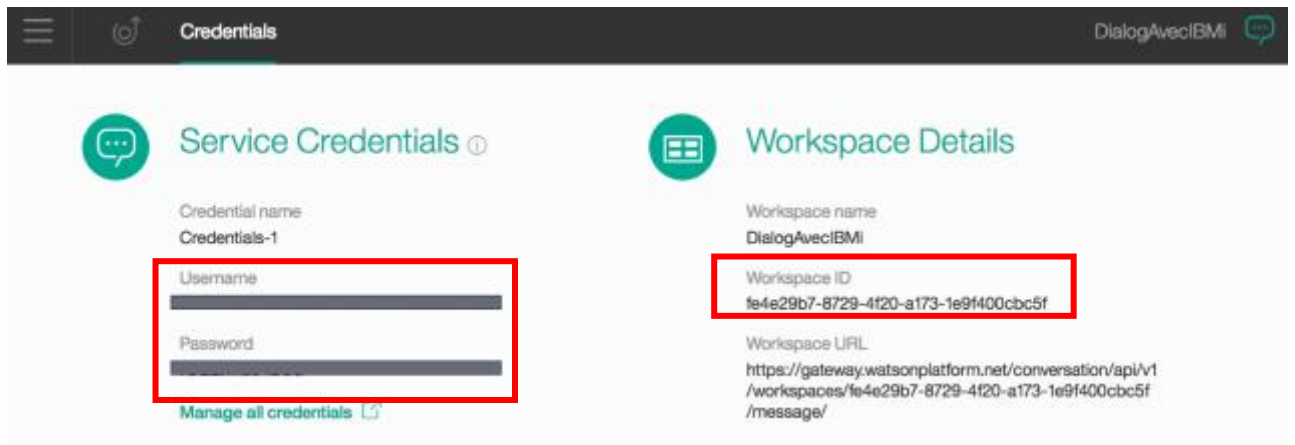 Credentials
DialogAvecIBMi
Service Credentials
Credential name
Credentials-1
Username
Password
Manage all credentials
Workspace Details
Workspace name
DialogAvecIBMi
Workspace ID
fe4e29b7-8729-4f20-a173-1e9f400cbc5f
Workspace URL
https://gateway.watsonplatform.net/conversation/api/v1
/workspaces/fe4e29b7-8729-4f20-a173-1e9f400cbc5f
/message/